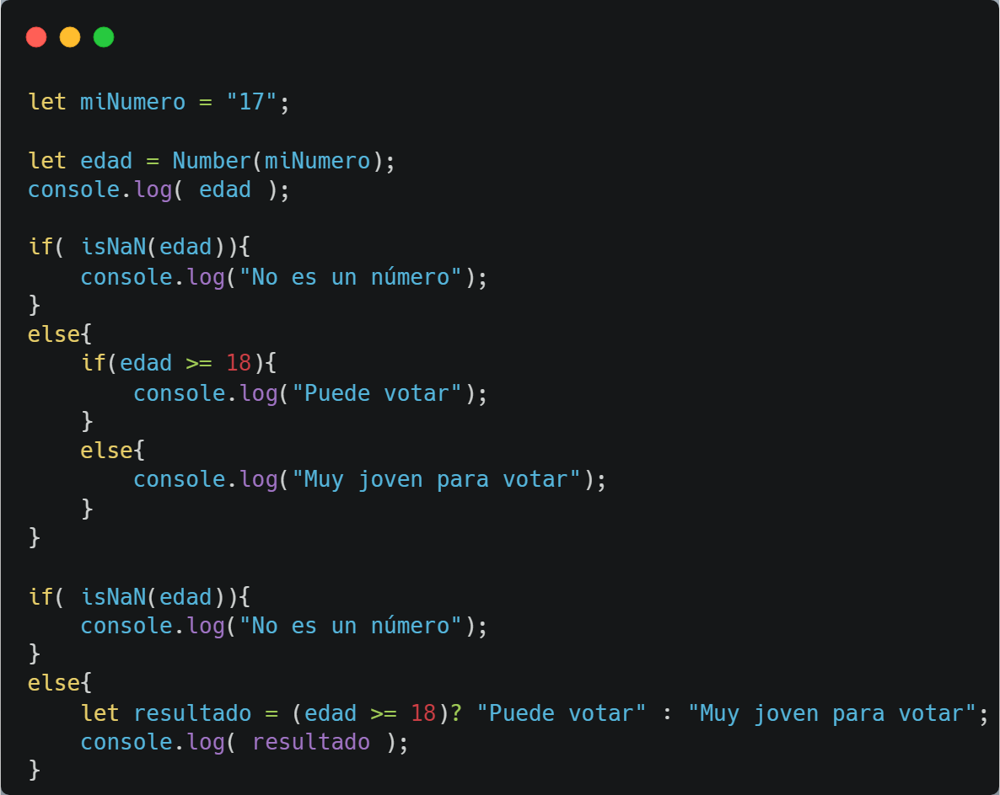 let miNumero = "17";

let edad = Number(miNumero);
console.log( edad );

if( isNaN(edad)){
    console.log("No es un número");
}
else{
    if(edad >= 18){
        console.log("Puede votar");
    }
    else{
        console.log("Muy joven para votar");
    }
}

if( isNaN(edad)){
    console.log("No es un número");
}
else{
    let resultado = (edad >= 18)? "Puede votar" : "Muy joven para votar";
    console.log( resultado );
}